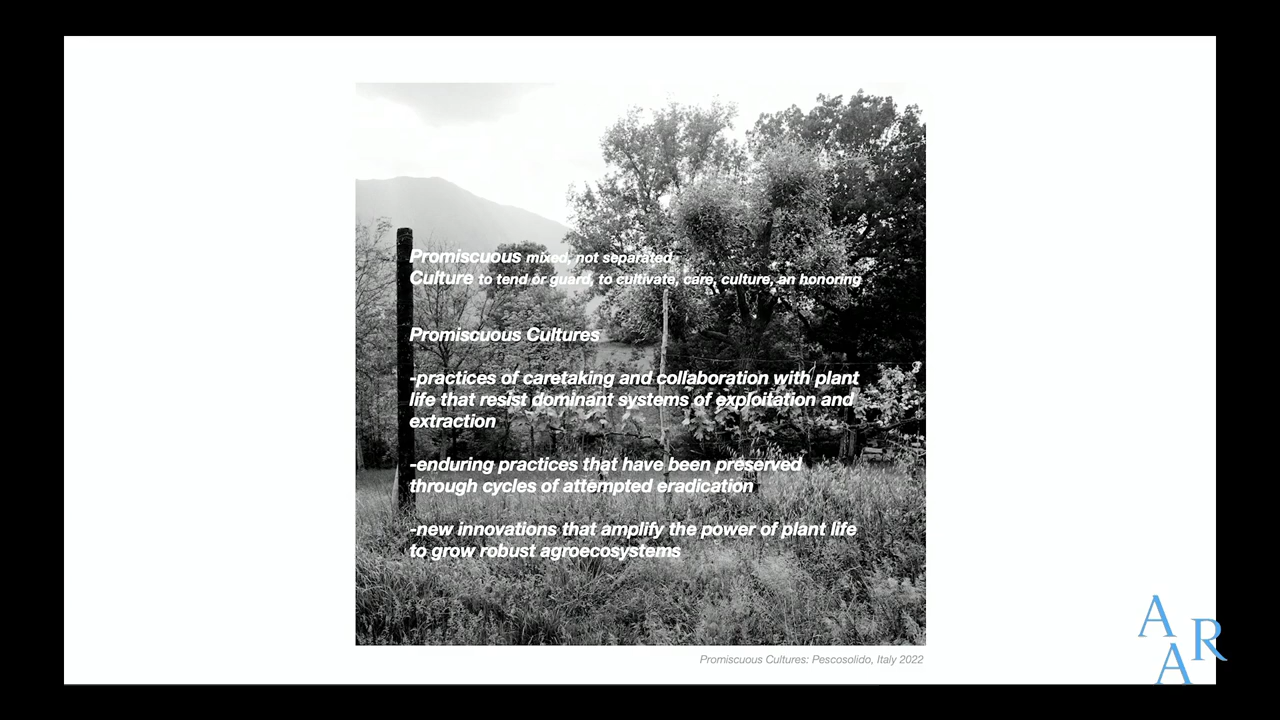 Promiscuous mixed, not separated
Culture to tend or guard, to cultivate, care, culture, an honoring
Promiscuous Cultures
-practices of caretaking and collaboration with plant
life that resist dominant systems of exploitation and
extraction
-enduring practices that have been preserved
through cycles of attempted eradication
-new innovations that amplify the power of plant life
to grow robust agroecosystems
Promiscuous Cultures: Pescosolido, Italy 2022
A
R
A